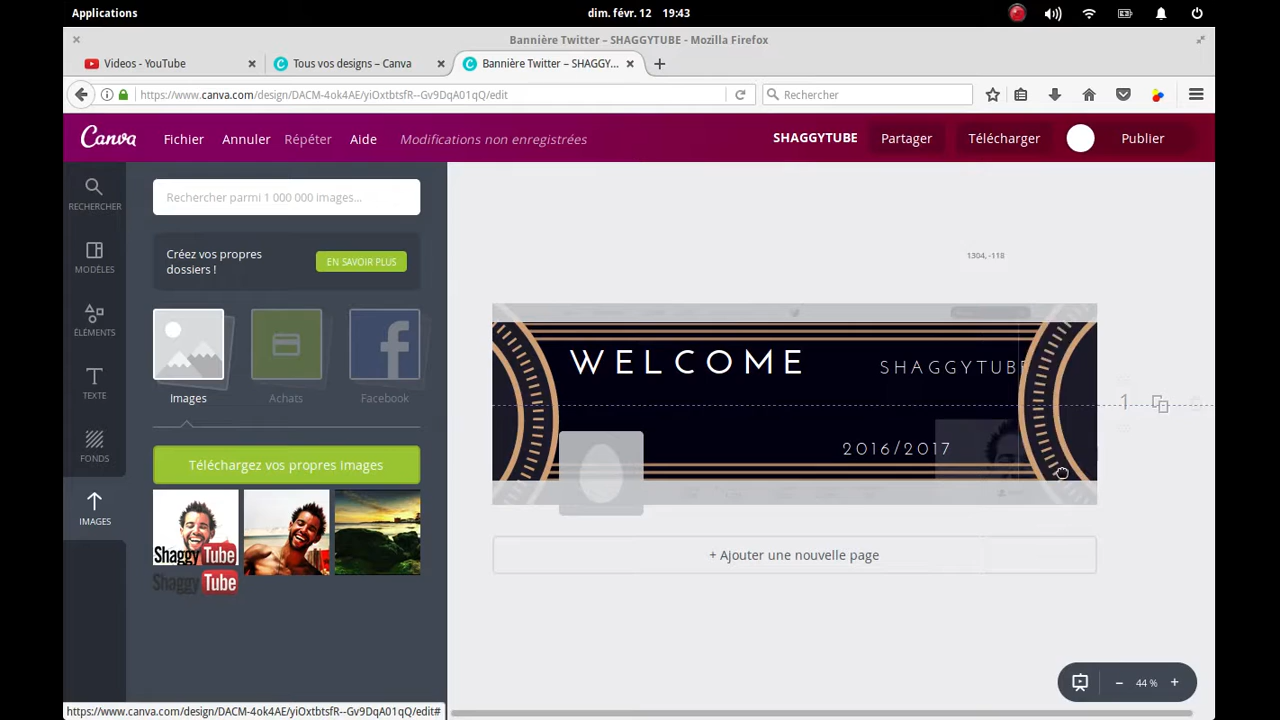 Applications
dim. févr. 12 19:43
Bannière Twitter – SHAGGYTUBE - Mozilla Firefox
Videos - YouTube
Tous vos designs – Canva
Bannière Twitter – SHAGGY...
https://www.canva.com/design/DACM-4ok4AE/yiOxtbtsfR--Gv9DqA01qQ/edit
Rechercher
Canva
Fichier
Annuler
Répéter
Aide
Modifications non enregistrées
SHAGGYTUBE
Partager
Télécharger
Publier
RECHERCHER
MODÈLES
ÉLÉMENTS
TEXTE
FONDS
IMAGES
Rechercher parmi 1 000 000 images...
Créez vos propres
dossiers !
EN SAVOIR PLUS
Images
Achats
Facebook
Téléchargez vos propres Images
Shaggy Tube
Shaggy Tube
1304, -118
WELCOME
SHAGGYTUBE
2016/2017
1
+ Ajouter une nouvelle page
44 %
https://www.canva.com/design/DACM-4ok4AE/yiOxtbtsfR--Gv9DqA01qQ/edit#